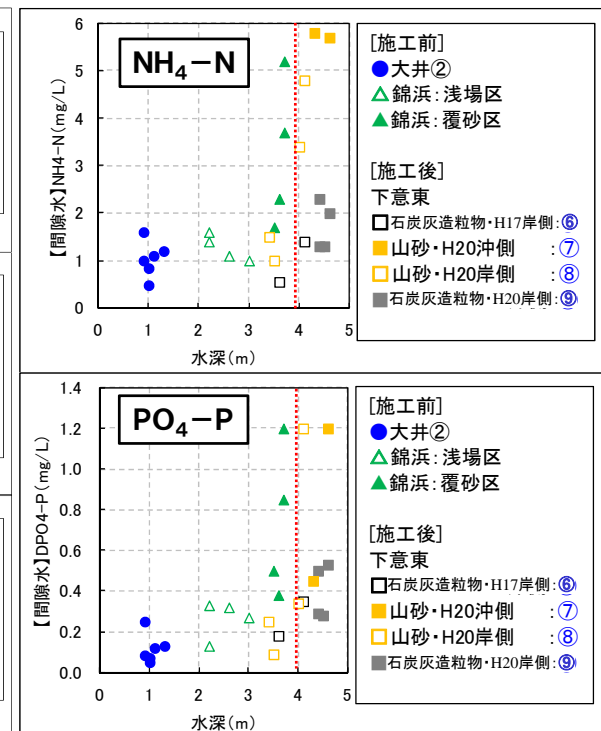 NH4-N
【間隙水】NH4-N(mg/L)
6
5
4
3
2
1
0
0 1 2 3 4 5
水深(m)
[施工前]
大井②
錦浜:浅場区
錦浜:覆砂区
[施工後]
下意東
石炭灰造粒物・H17岸側:⑥
山砂・H20沖側 :⑦
山砂・H20岸側 :⑧
石炭灰造粒物・H20岸側:⑨
PO4-P
【間隙水】DPO4-P(mg/L)
1.4
1.2
1.0
0.8
0.6
0.4
0.2
0.0
0 1 2 3 4 5
水深(m)
[施工前]
大井②
錦浜:浅場区
錦浜:覆砂区
[施工後]
下意東
石炭灰造粒物・H17岸側:⑥
山砂・H20沖側 :⑦
山砂・H20岸側 :⑧
石炭灰造粒物・H20岸側:⑨